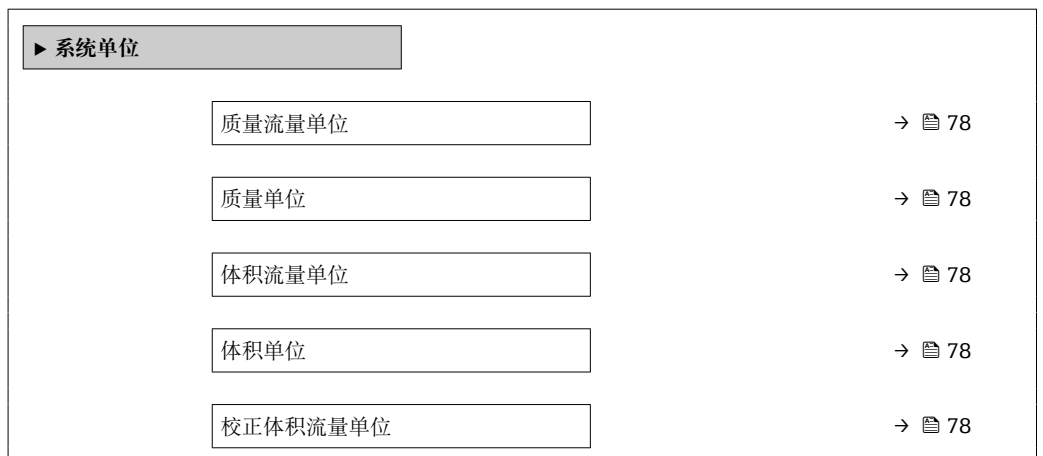 ▶ 系统单位
质量流量单位 → 78
质量单位 → 78
体积流量单位 → 78
体积单位 → 78
校正体积流量单位 → 78